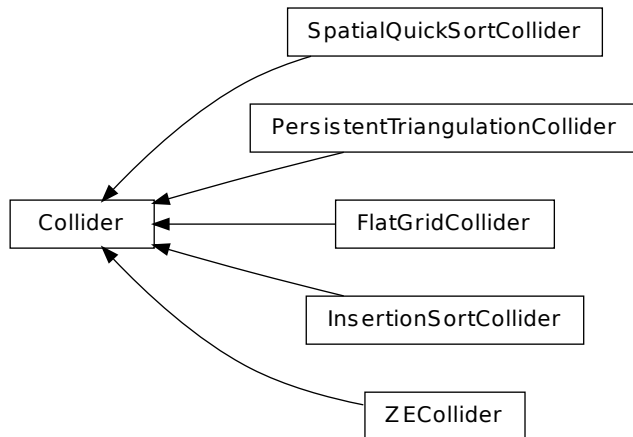 SpatialQuickSortCollider
PersistentTriangulationCollider
Collider
FlatGridCollider
InsertionSortCollider
ZECollider